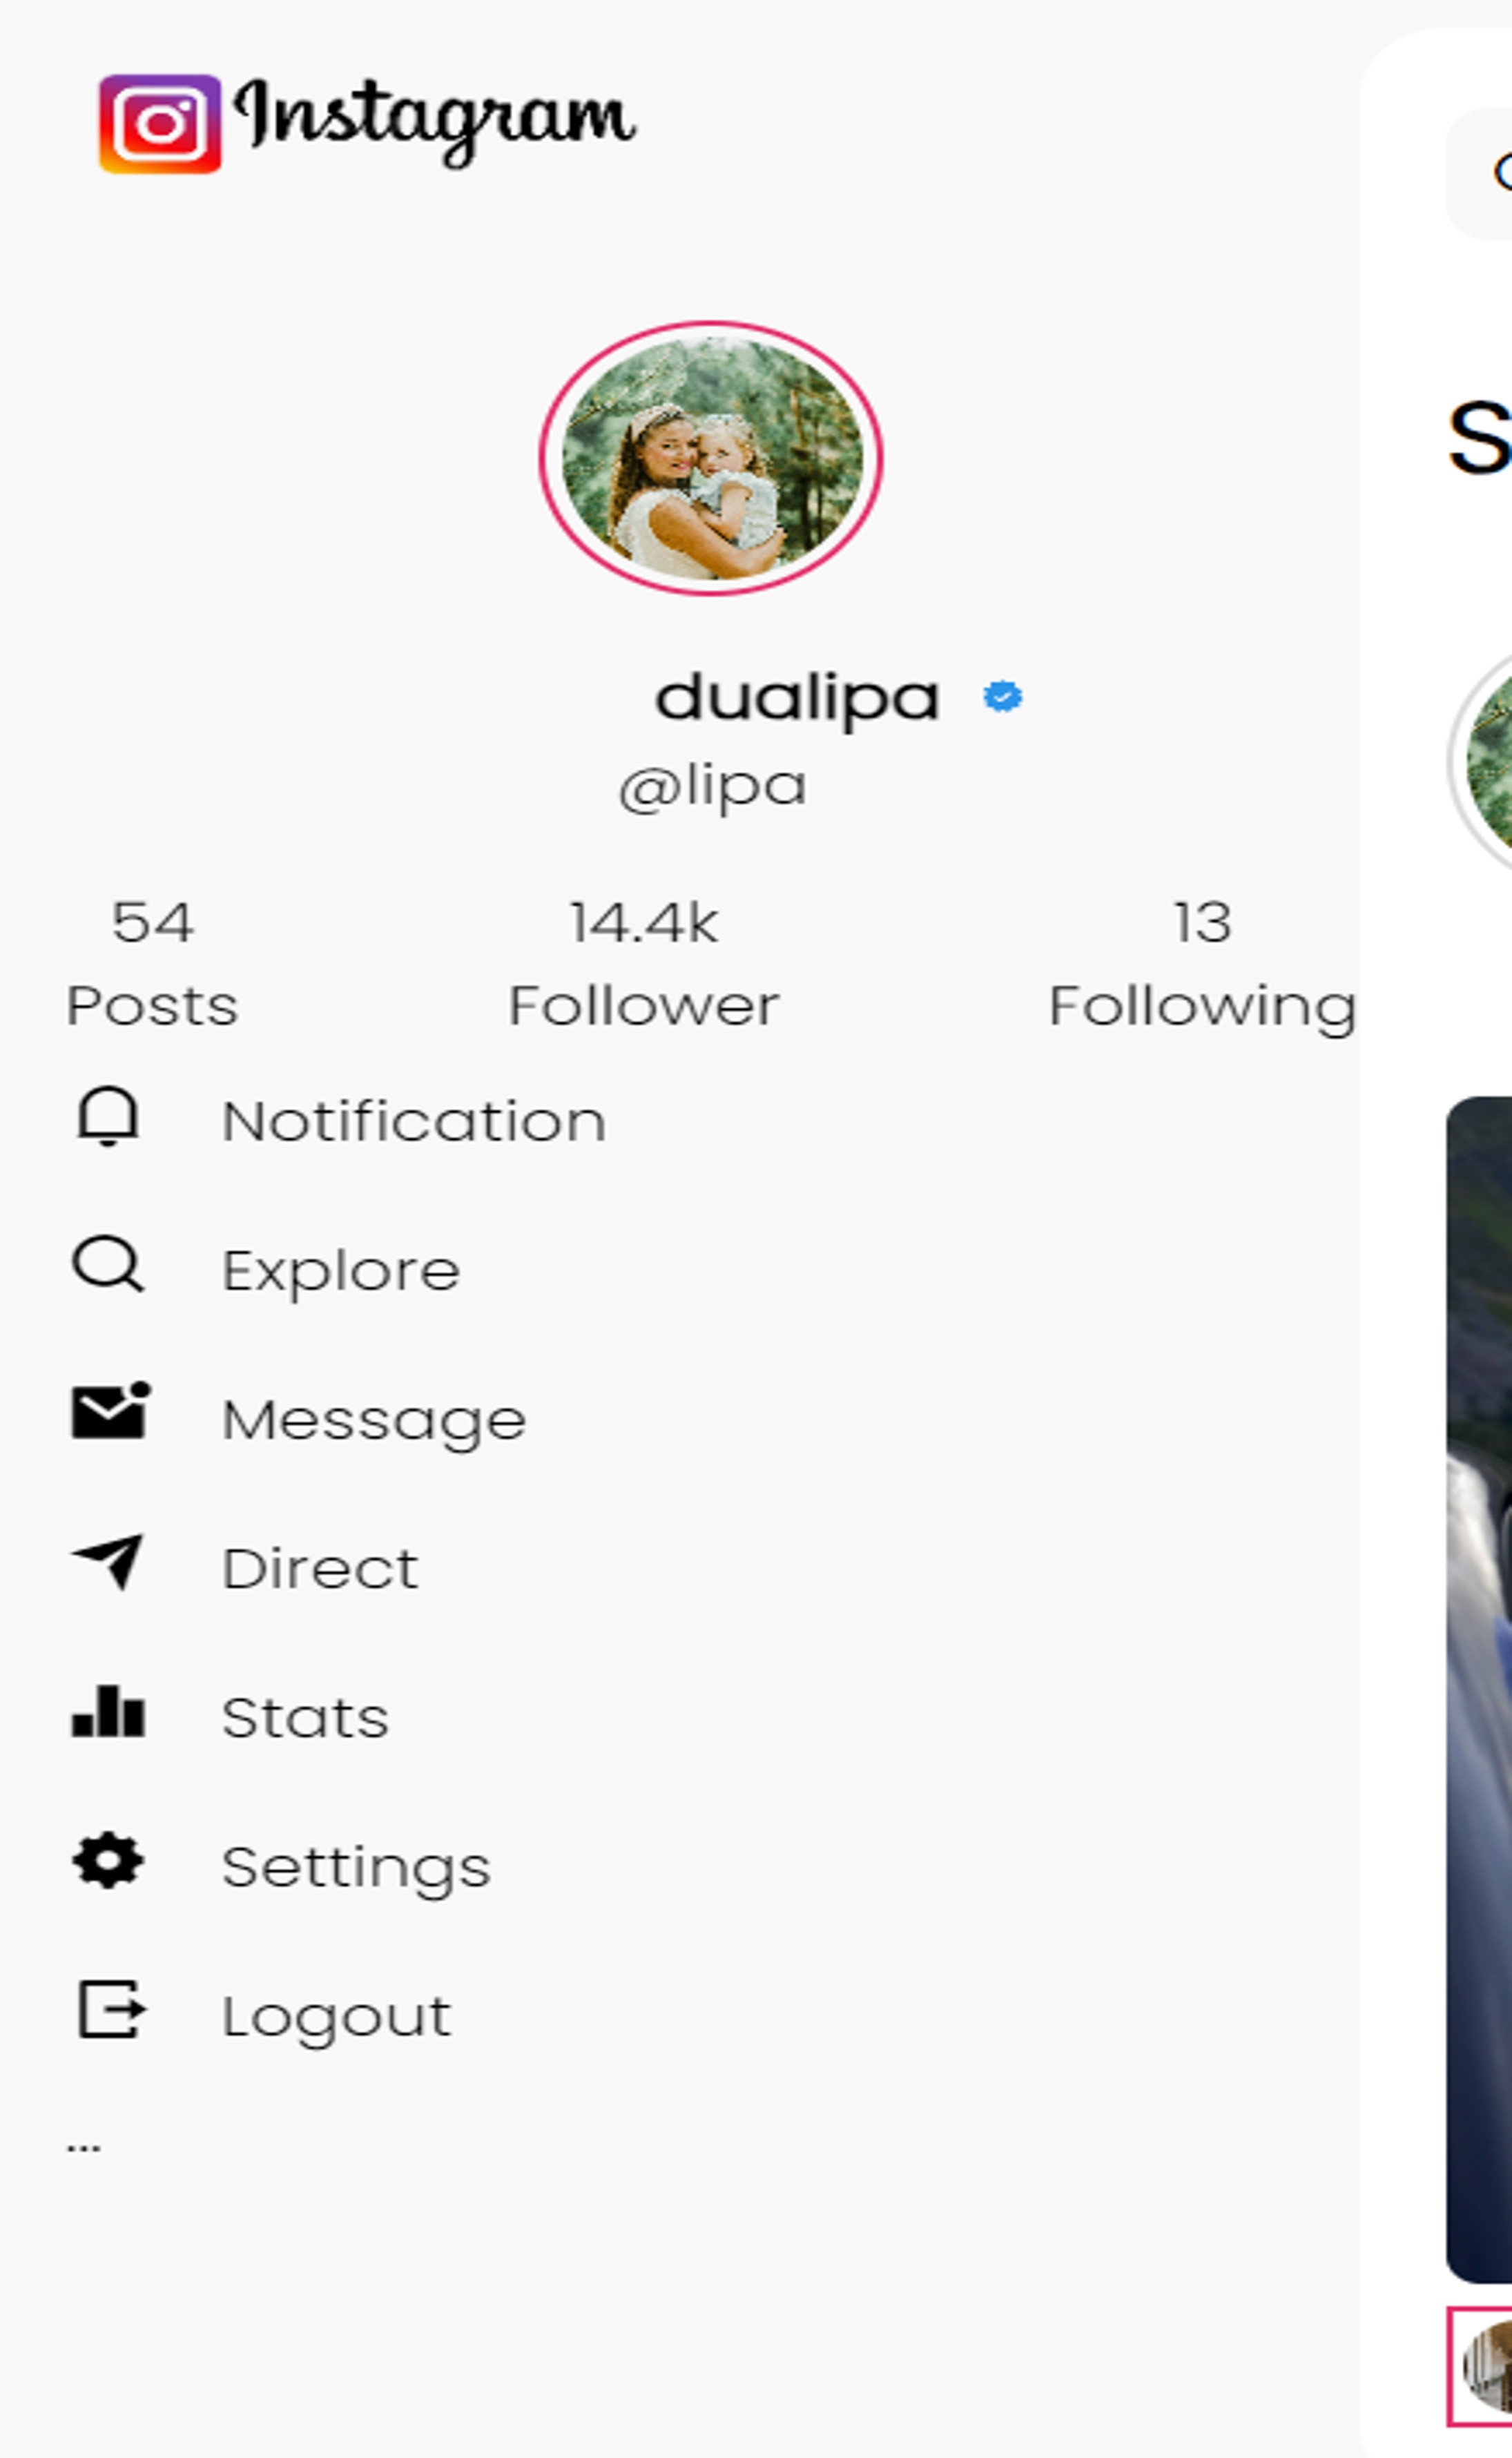 Instagram
dualipa
@lipa
54 14.4k 13
Posts Follower Following
Notification
Explore
Message
Direct
Stats
Settings
Logout
...